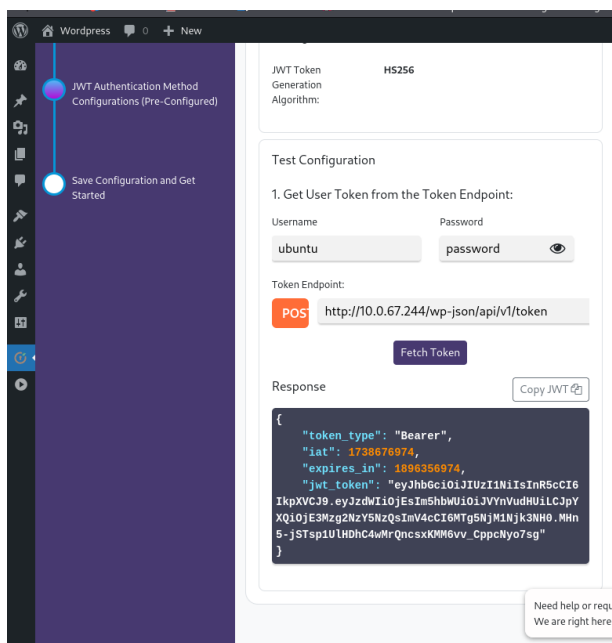 Wordpress 0 New
JWT Token
Generation
Algorithm:
HS256
JWT Authentication Method
Configurations (Pre-Configured)
Save Configuration and Get
Started
Test Configuration
1. Get User Token from the Token Endpoint:
Username
Password
ubuntu
password
Token Endpoint:
POST
http://10.0.67.244/wp-json/api/v1/token
Fetch Token
Response
Copy JWT
{
"token_type": "Bearer",
"iat": 1738676974,
"expires_in": 1896356974,
"jwt_token": "eyJhbGciOiJIUzI1NiIsInR5cCI6
IkpXVCJ9.eyJzdWIiOjEsIm5hbWUiOiJVYnVudHUiLCJpY
XQiOjE3Mzg2NzY5NzQsImV4cCI6MTg5NjM1Njk3NH0.MHn
5-jSTsp1UlHDhC4wMrQncsxKMM6vv_CppcNyo7sg"
}
Need help or requ
We are right here